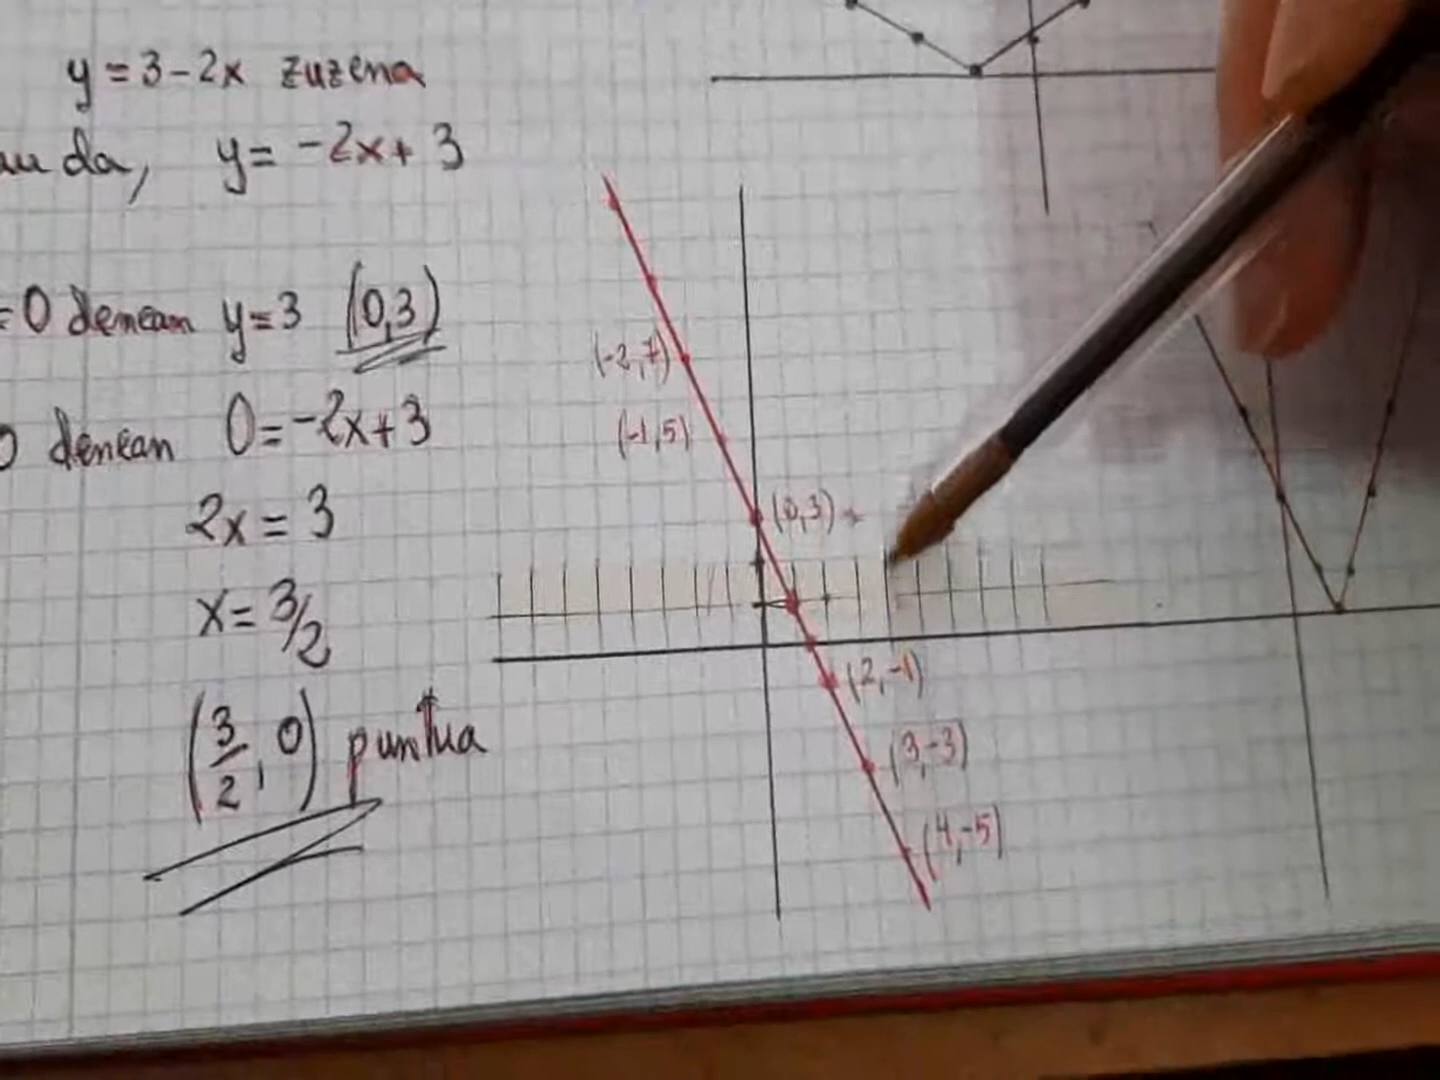 y = 3 - 2x zuzena
da, y = -2x + 3
= 0 denean y = 3 (0,3)
denean 0 = -2x + 3
2x = 3
x = 3/2
(3/2, 0) puntua
(-2,7)
(-1,5)
(0,3)
(2,-1)
(3,-3)
(4,-5)